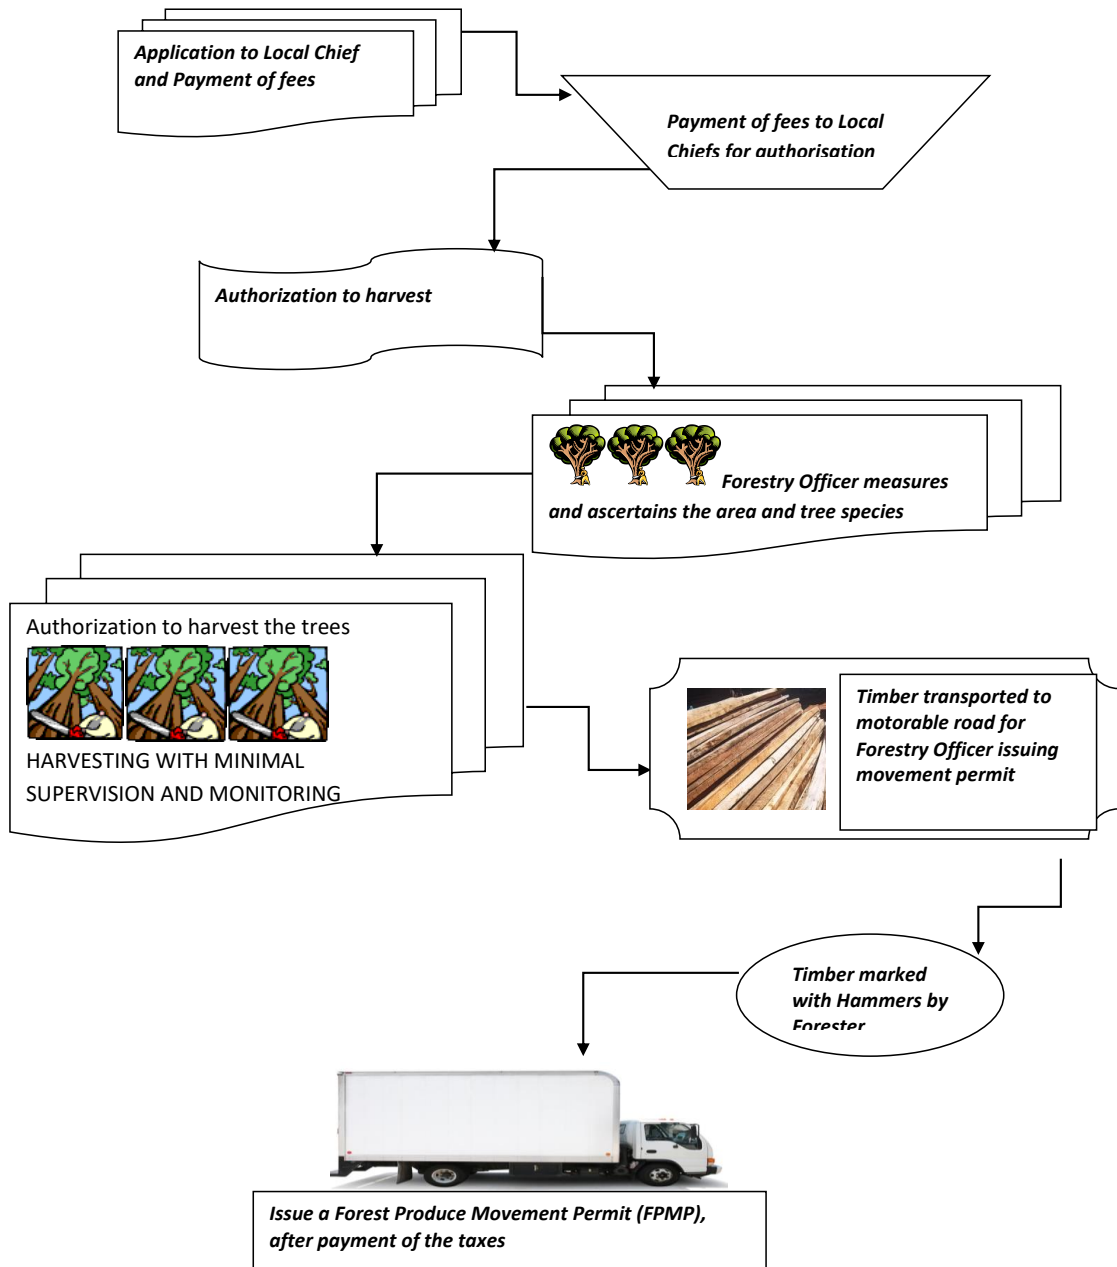 Application to Local Chief
and Payment of fees
Payment of fees to Local
Chiefs for authorisation
Authorization to harvest
Forestry Officer measures
and ascertains the area and tree species
Authorization to harvest the trees
HARVESTING WITH MINIMAL
SUPERVISION AND MONITORING
Timber transported to
motorable road for
Forestry Officer issuing
movement permit
Timber marked
with Hammers by
Forester
Issue a Forest Produce Movement Permit (FPMP),
after payment of the taxes